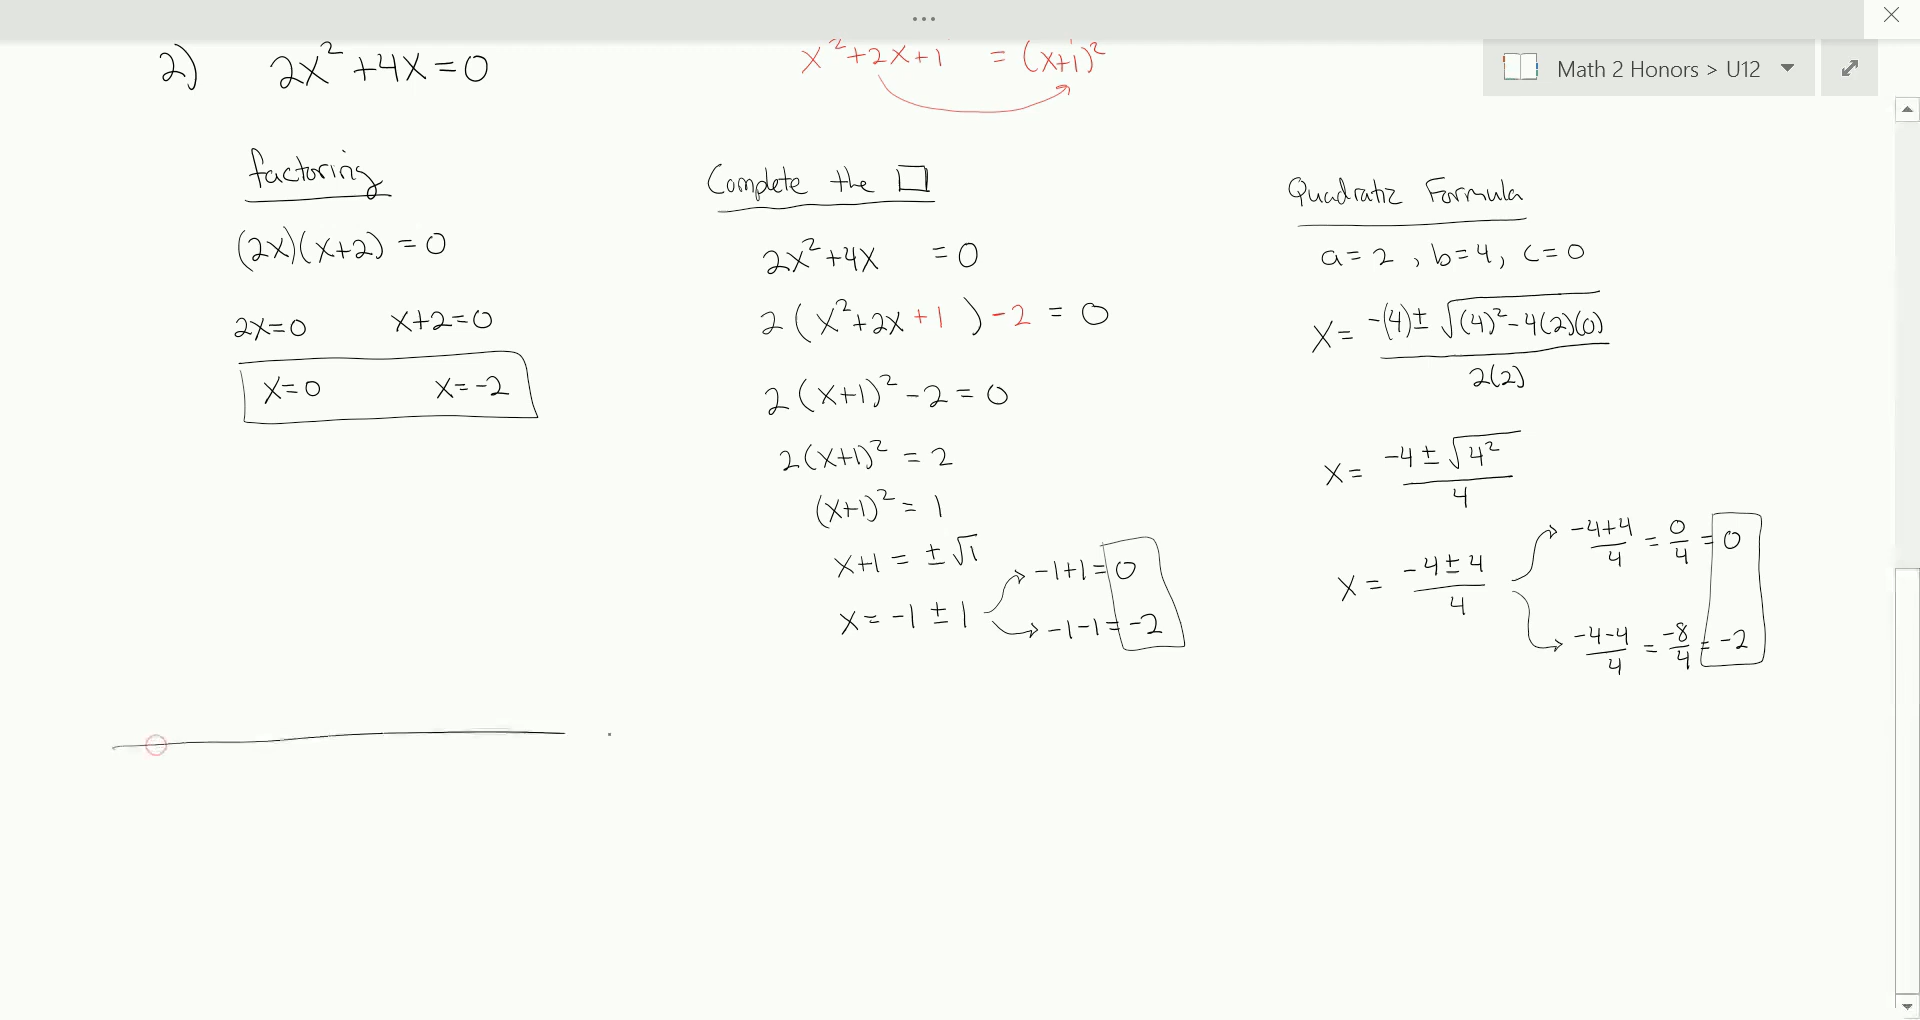 ...
Math 2 Honors > U12
2) 2x² + 4x = 0
x² + 2x + 1 = (x+1)²
factoring
(2x)(x+2) = 0
2x=0 x+2=0
x=0 x=-2
Complete the □
2x² + 4x = 0
2(x² + 2x + 1) - 2 = 0
2(x+1)² - 2 = 0
2(x+1)² = 2
(x+1)² = 1
x+1 = ±√1
x = -1 ± 1
-1+1 = 0
-1-1 = -2
Quadratic Formula
a=2, b=4, c=0
x = (-(4) ± √((4)² - 4(2)(0))) / 2(2)
x = (-4 ± √4²) / 4
x = (-4 ± 4) / 4
(-4+4)/4 = 0/4 = 0
(-4-4)/4 = -8/4 = -2